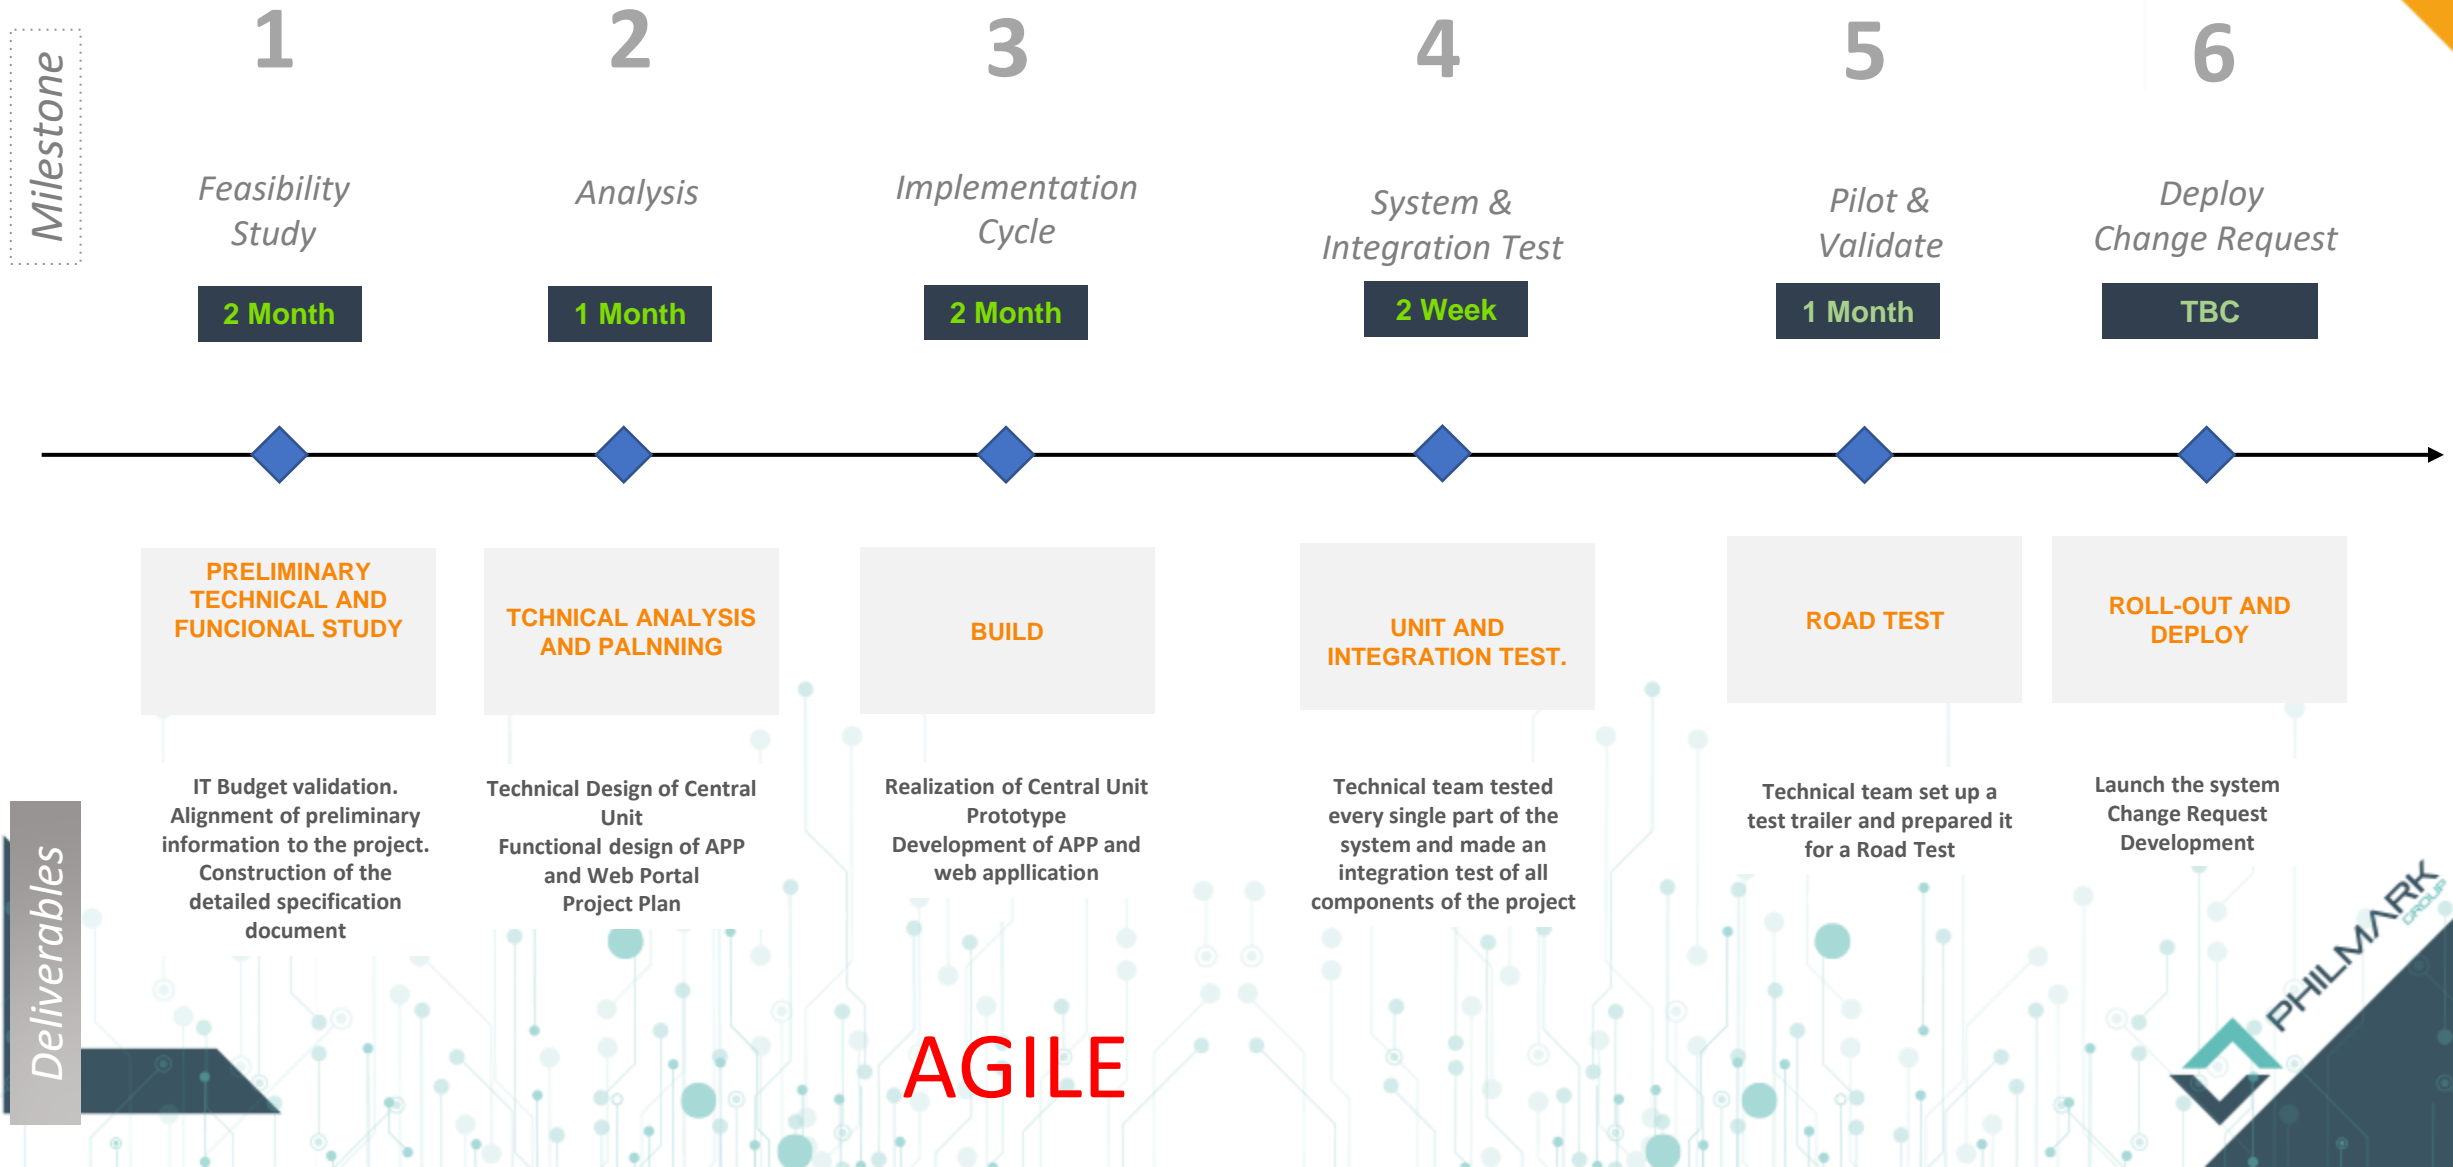 Milestone
1
Feasibility
Study
2 Month
2
Analysis
1 Month
3
Implementation
Cycle
2 Month
4
System &
Integration Test
2 Week
5
Pilot &
Validate
1 Month
6
Deploy
Change Request
TBC
PRELIMINARY
TECHNICAL AND
FUNCIONAL STUDY
TCHNICAL ANALYSIS
AND PALNNING
BUILD
UNIT AND
INTEGRATION TEST.
ROAD TEST
ROLL-OUT AND
DEPLOY
Deliverables
IT Budget validation.
Alignment of preliminary
information to the project.
Construction of the
detailed specification
document
Technical Design of Central
Unit
Functional design of APP
and Web Portal
Project Plan
Realization of Central Unit
Prototype
Development of APP and
web appllication
Technical team tested
every single part of the
system and made an
integration test of all
components of the project
Technical team set up a
test trailer and prepared it
for a Road Test
Launch the system
Change Request
Development
AGILE
PHILMARK
GROUP